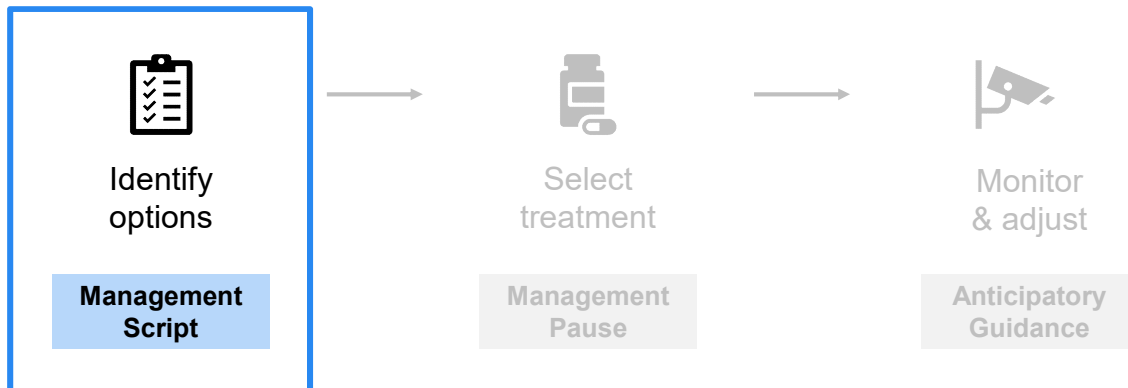 Identify
options
Management
Script
Select
treatment
Management
Pause
Monitor
& adjust
Anticipatory
Guidance